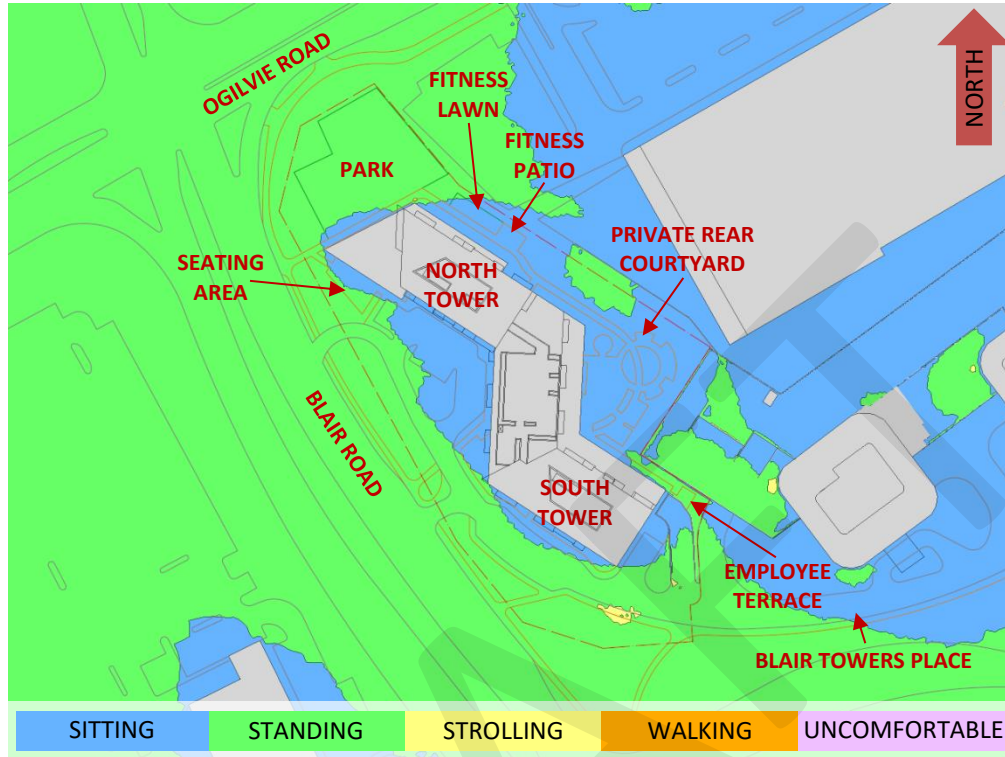 OGILVIE ROAD
FITNESS
LAWN
FITNESS
PATIO
NORTH
PARK
PRIVATE REAR
COURTYARD
SEATING
AREA
NORTH
TOWER
BLAIR ROAD
SOUTH
TOWER
EMPLOYEE
TERRACE
BLAIR TOWERS PLACE
SITTING
STANDING
STROLLING
WALKING
UNCOMFORTABLE